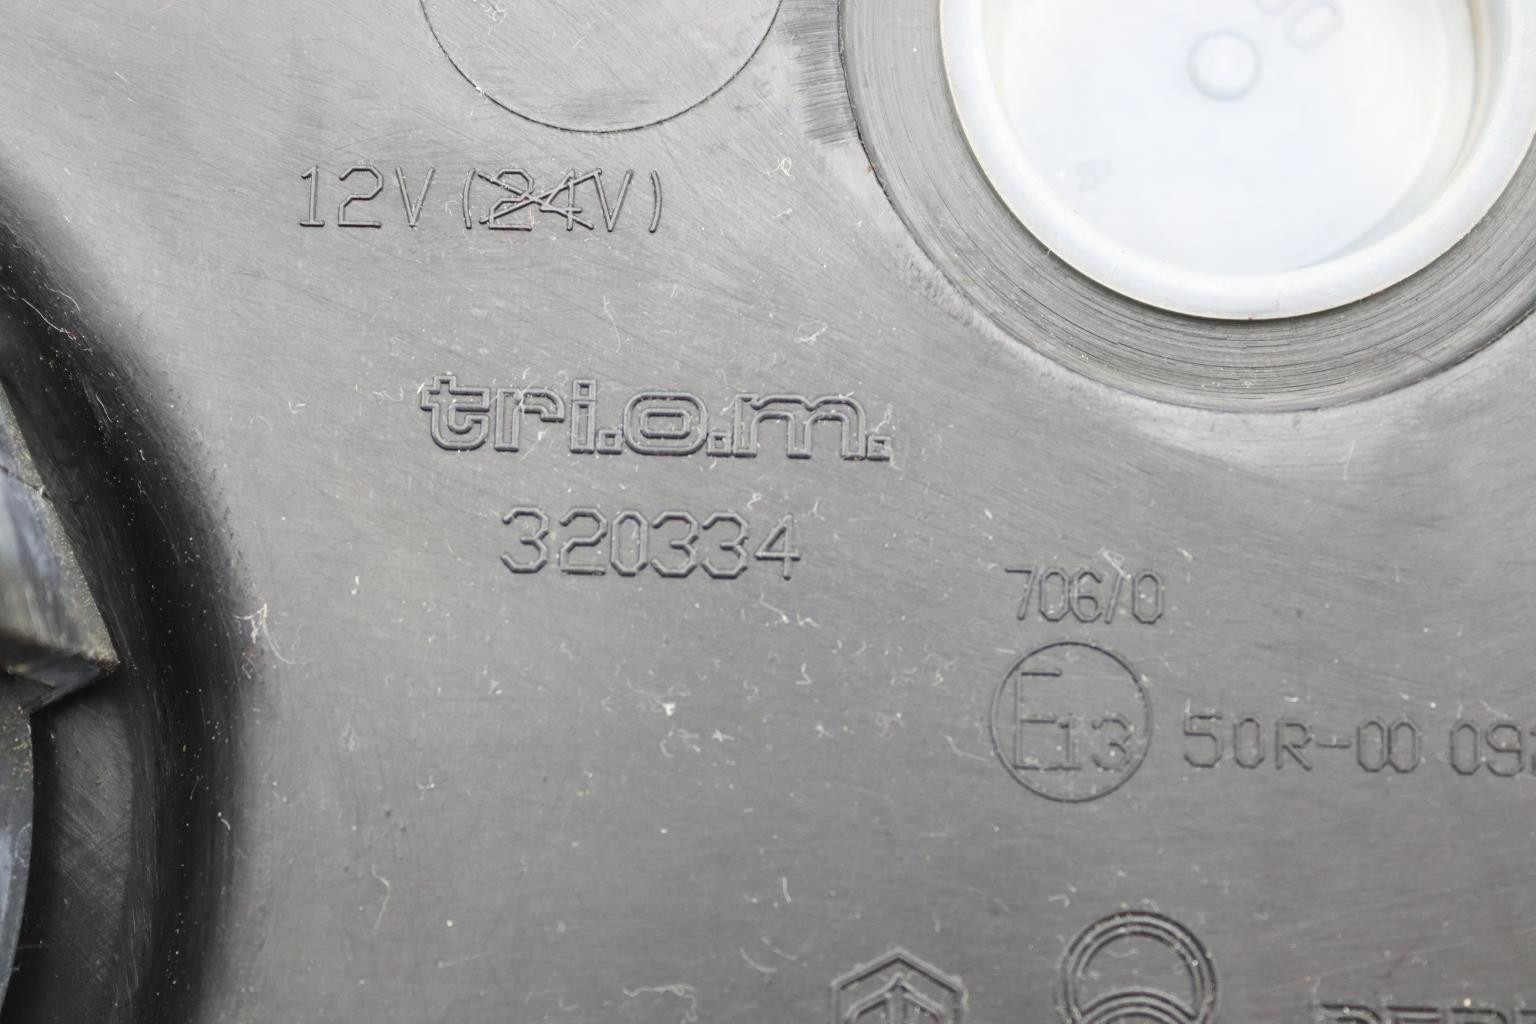 12V (24V)
tri.o.m.
320334
706/0
E13 50R-00